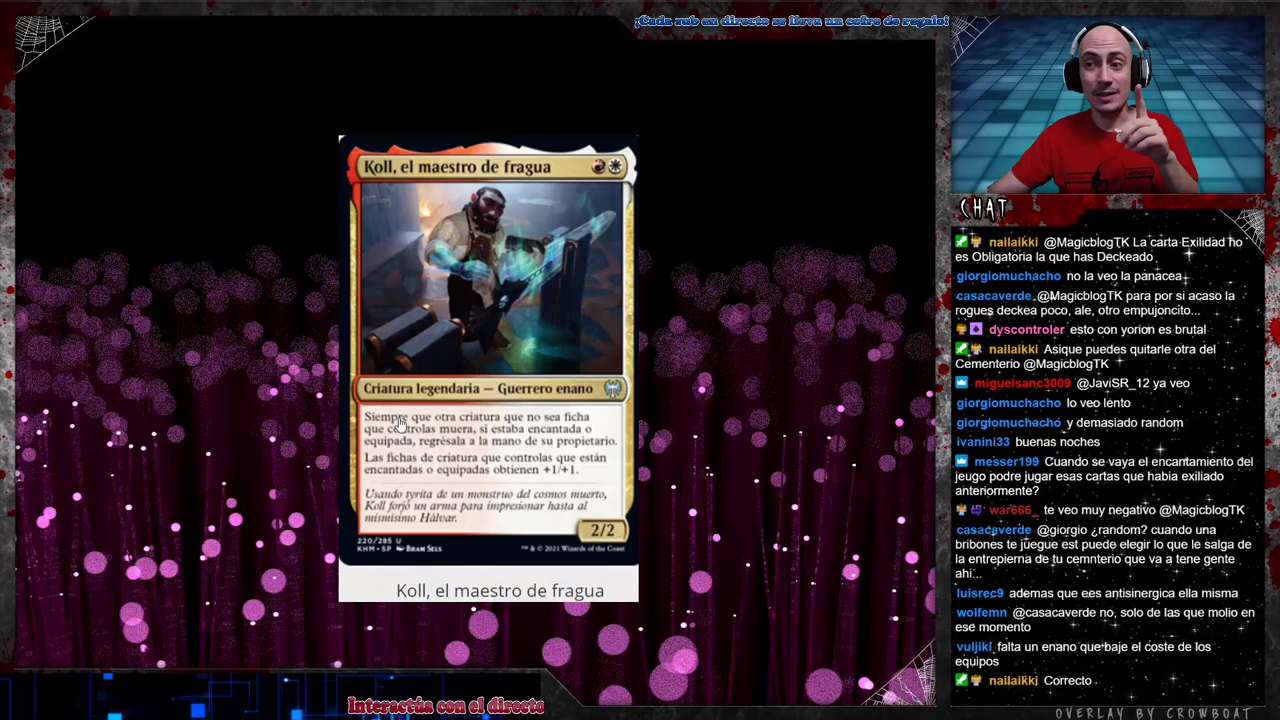 ¡Cada sub en directo se lleva un cofre de regalo!
Koll, el maestro de fragua
Criatura legendaria — Guerrero enano
Siempre que otra criatura que no sea ficha
que controlas muera, si estaba encantada o
equipada, regrésala a la mano de su propietario.
Las fichas de criatura que controlas que están
encantadas o equipadas obtienen +1/+1.
Usando tyrita de un monstruo del cosmos muerto,
Koll forjó un arma para impresionar hasta al
mismísimo Hálvar.
2/2
220/285 U
KHM • SP Bram Sels
™ & © 2021 Wizards of the Coast
Koll, el maestro de fragua
Interactúa con el directo
CHAT
nailaikki @MagicblogTK La carta Exilidad no
es Obligatoria la que has Deckeado
giorgiomuchacho no la veo la panacea
casacaverde @MagicblogTK para por si acaso la
rogues deckea poco, ale, otro empujoncito...
dyscontroler esto con yorion es brutal
nailaikki Asique puedes quitarle otra del
Cementerio @MagicblogTK
miguelsanc3009 @JaviSR_12 ya veo
giorgiomuchacho lo veo lento
giorgiomuchacho y demasiado random
ivanini33 buenas noches
messer199 Cuando se vaya el encantamiento del
jeugo podre jugar esas cartas que habia exiliado
anteriorment?
war666_ te veo muy negativo @MagicblogTK
casacaverde @giorgio ¿random? cuando una
bribones te juegue est puede elegir lo que le salga de
la entrepierna de tu cemnterio que va a tene gente
ahi...
luisrec9 ademas que ees antisinergica ella misma
wolfemn @casacaverde no, solo de las que molio en
ese momento
vuljiki falta un enano que baje el coste de los
equipos
nailaikki Correcto
OVERLAY BY CROWBOAT